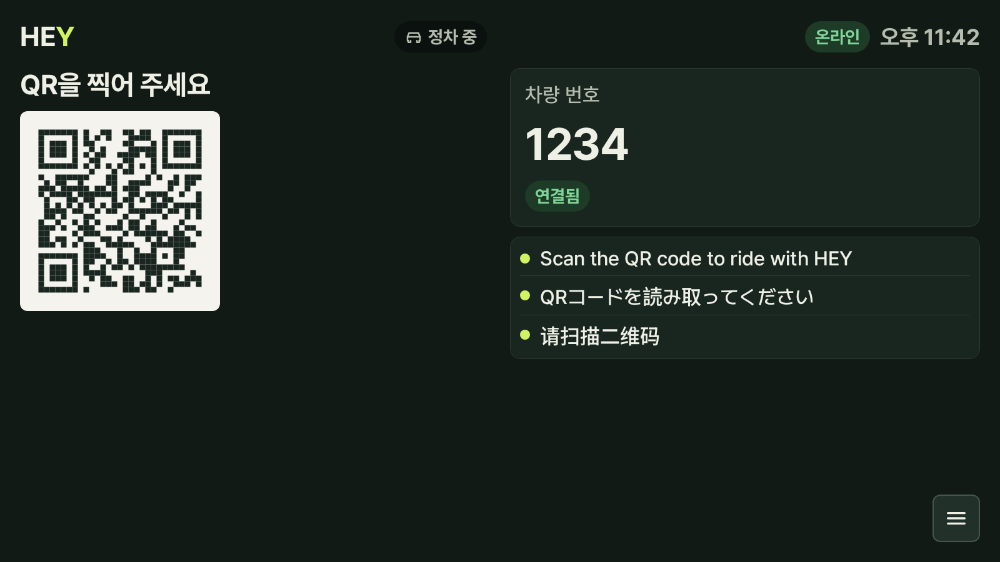 HEY
정차 중
온라인 오후 11:42
QR을 찍어 주세요
차량 번호
1234
연결됨
Scan the QR code to ride with HEY
QRコードを読み取ってください
请扫描二维码